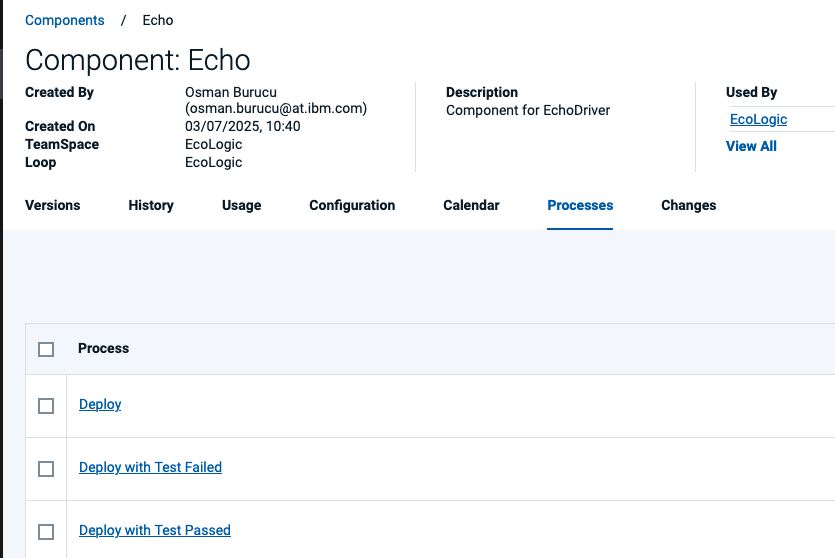 Components / Echo
Component: Echo
Created By Osman Burucu
(osman.burucu@at.ibm.com)
Created On 03/07/2025, 10:40
TeamSpace EcoLogic
Loop EcoLogic
Description
Component for EchoDriver
Used By
EcoLogic
View All
Versions History Usage Configuration Calendar Processes Changes
Process
Deploy
Deploy with Test Failed
Deploy with Test Passed